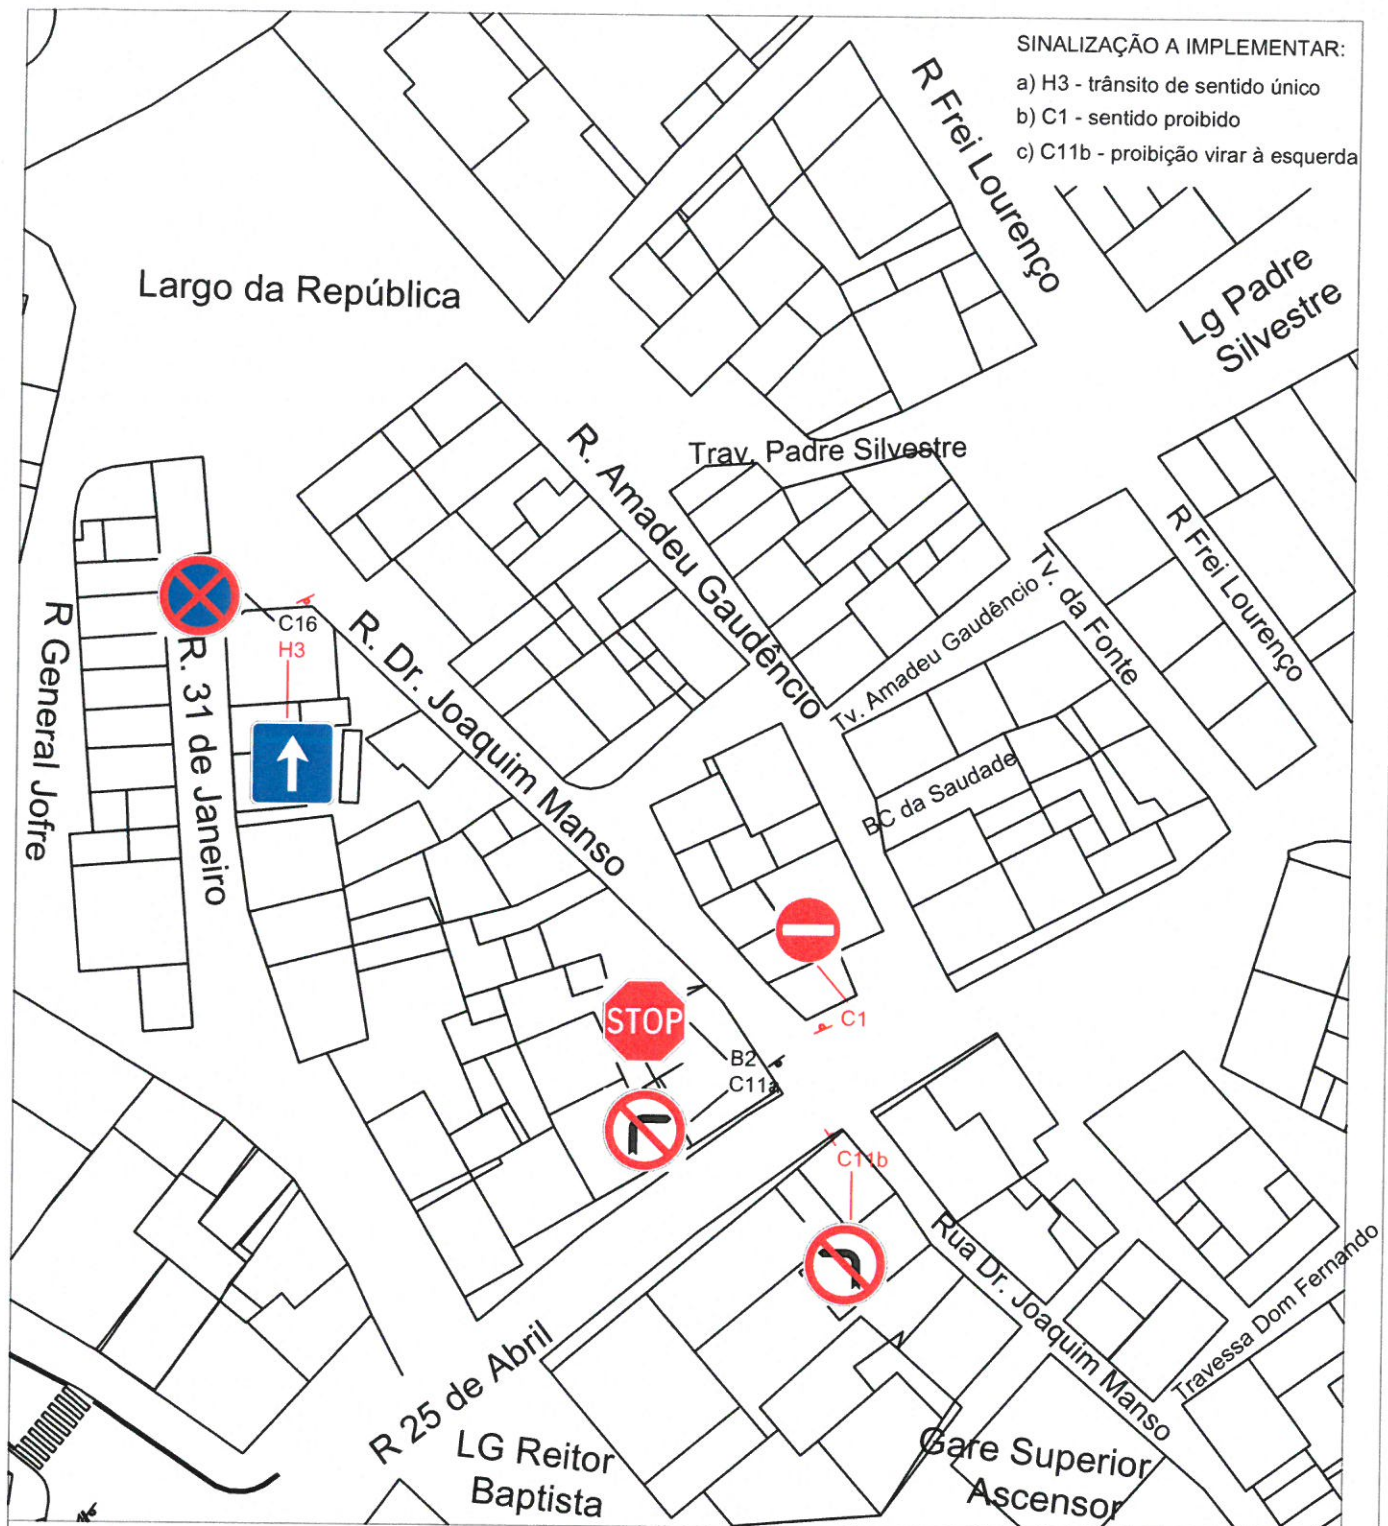 SINALIZAÇÃO A IMPLEMENTAR:
a) H3 - trânsito de sentido único
b) C1 - sentido proibido
c) C11b - proibição virar à esquerda
R Frei Lourenço
Largo da República
Lg Padre
Silvestre
Trav. Padre Silvestre
R. Amadeu Gaudêncio
R Frei Lourenço
Tv. da Fonte
Tv. Amadeu Gaudêncio
C16
H3
R General Jofre
R. 31 de Janeiro
R. Dr. Joaquim Manso
BC da Saudade
STOP
C1
B2
C11a
C11b
Rua Dr. Joaquim Manso
Travessa Dom Fernando
R 25 de Abril
LG Reitor
Baptista
Gare Superior
Ascensor